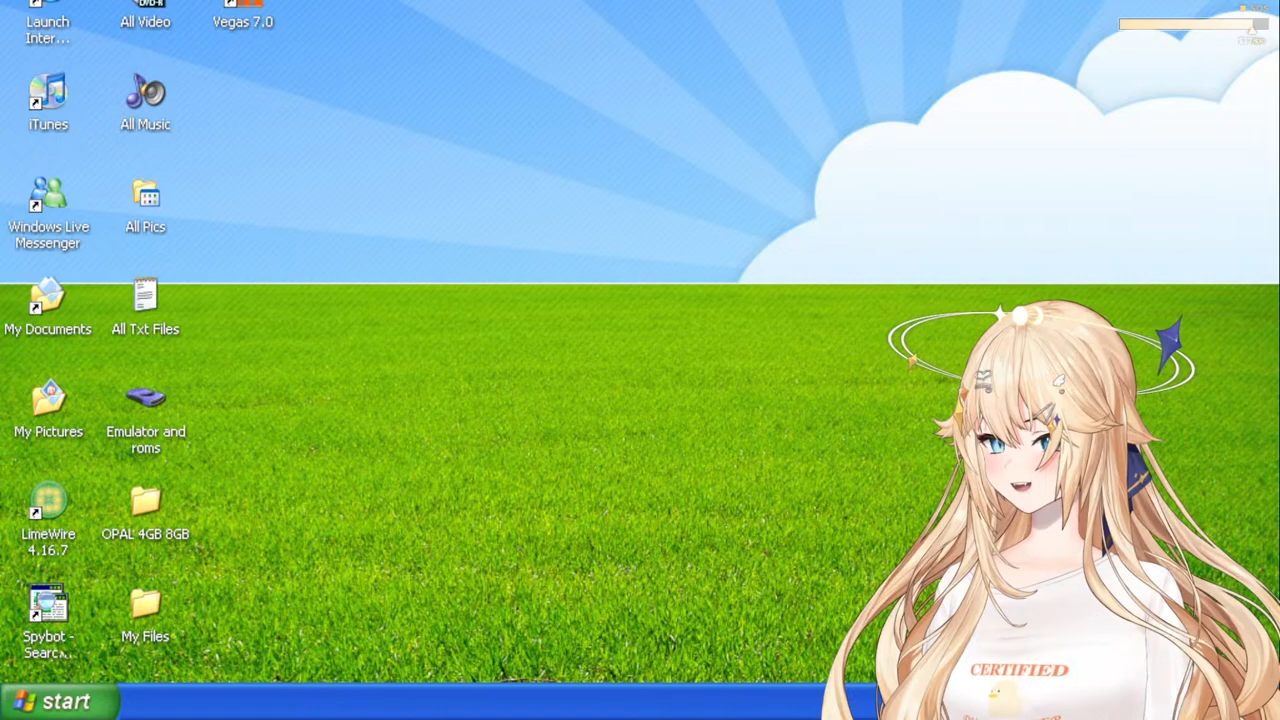 Launch
Inter...
All Video
Vegas 7.0
iTunes
All Music
Windows Live
Messenger
All Pics
My Documents
All Txt Files
My Pictures
Emulator and
roms
LimeWire
4.16.7
OPAL 4GB 8GB
Spybot -
Searc...
My Files
start
CERTIFIED